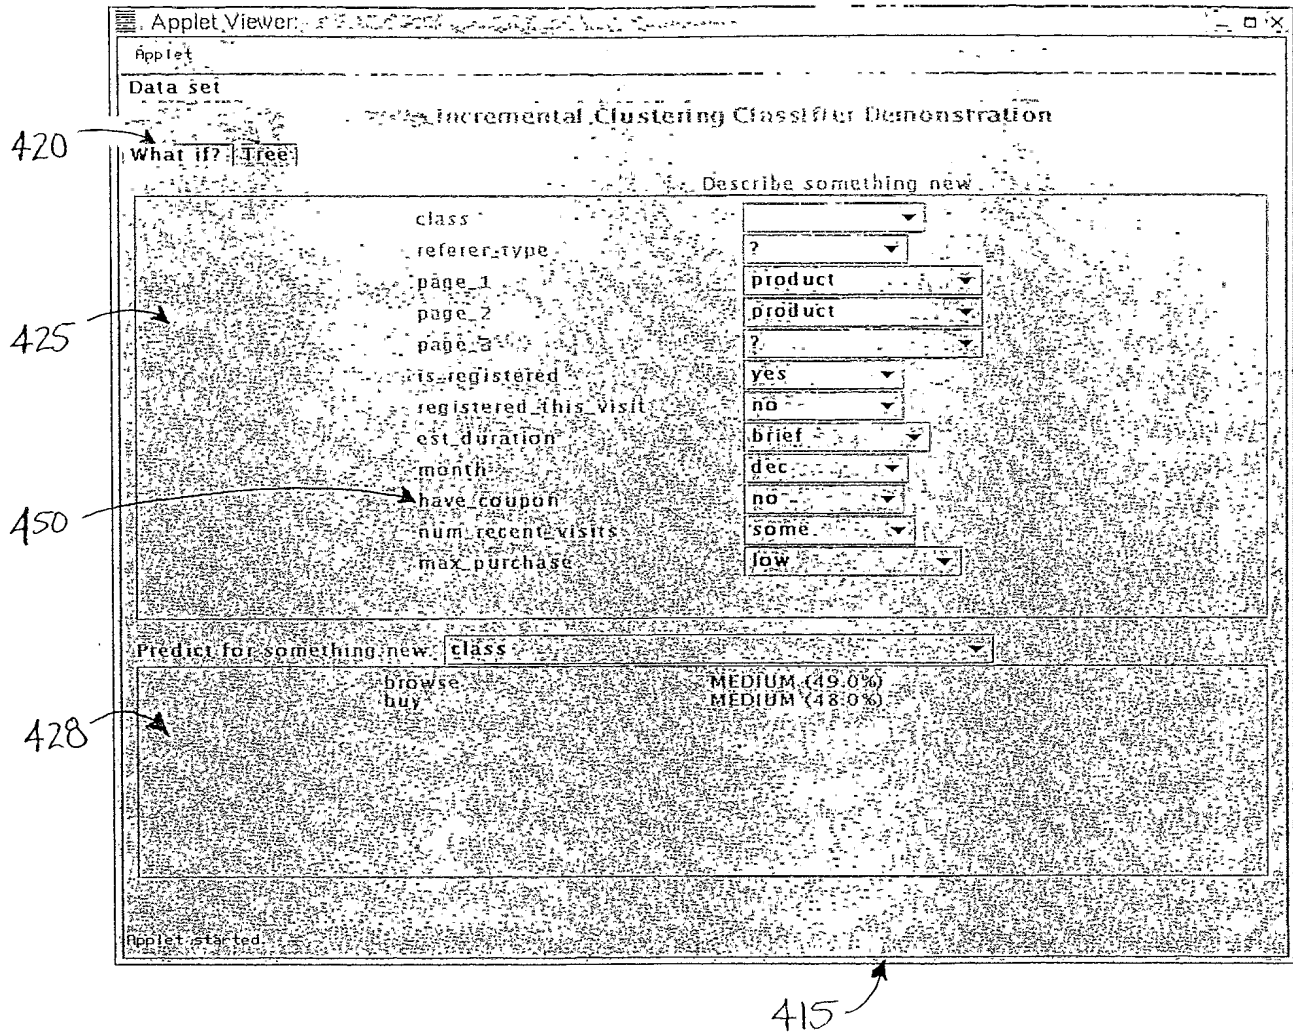 Applet Viewer:
Applet
Data set
Incremental Clustering Classifier Demonstration
420
What if? Tree
Describe something new
class
referer_type ?
page_1 product
page_2 product
425
page_3 ?
is_registered yes
registered_this_visit no
est_duration brief
month dec
450
have_coupon no
num_recent_visits some
max_purchase low
Predict for something new class
browse MEDIUM (49.0%)
buy MEDIUM (48.0%)
428
Applet started.
415